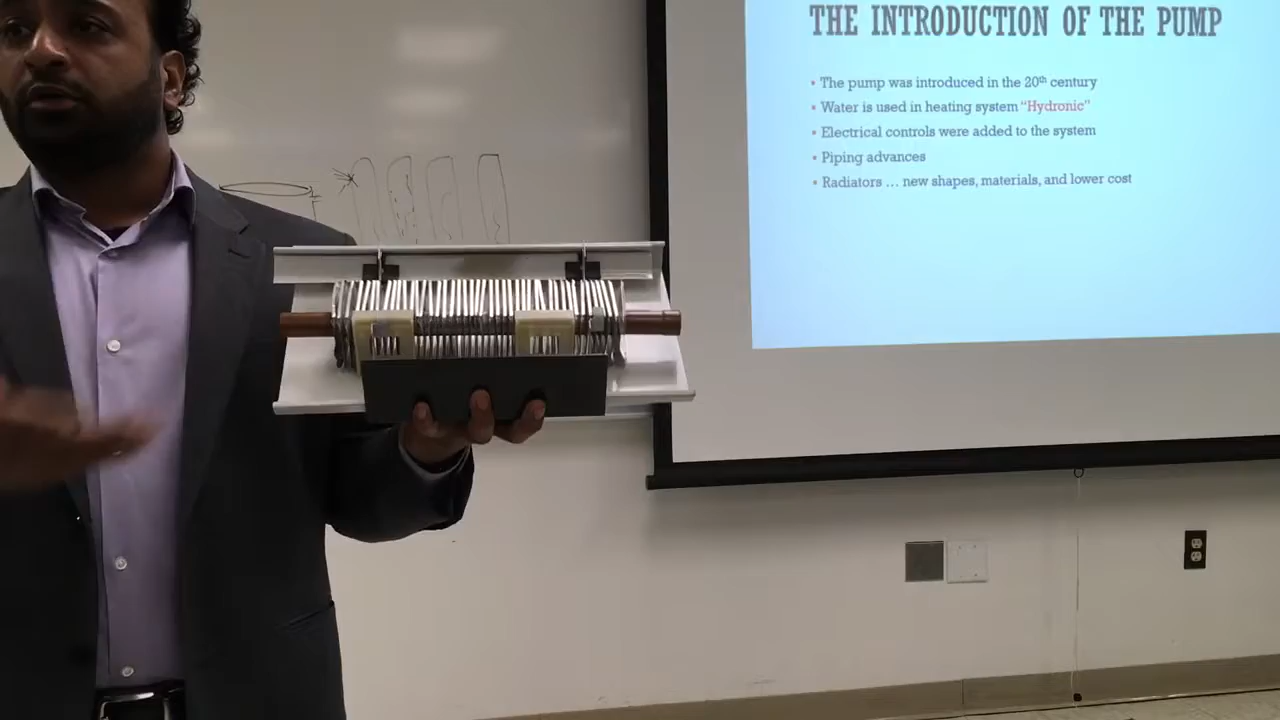 THE INTRODUCTION OF THE PUMP
• The pump was introduced in the 20th century
• Water is used in heating system “Hydronic”
• Electrical controls were added to the system
• Piping advances
• Radiators … new shapes, materials, and lower cost